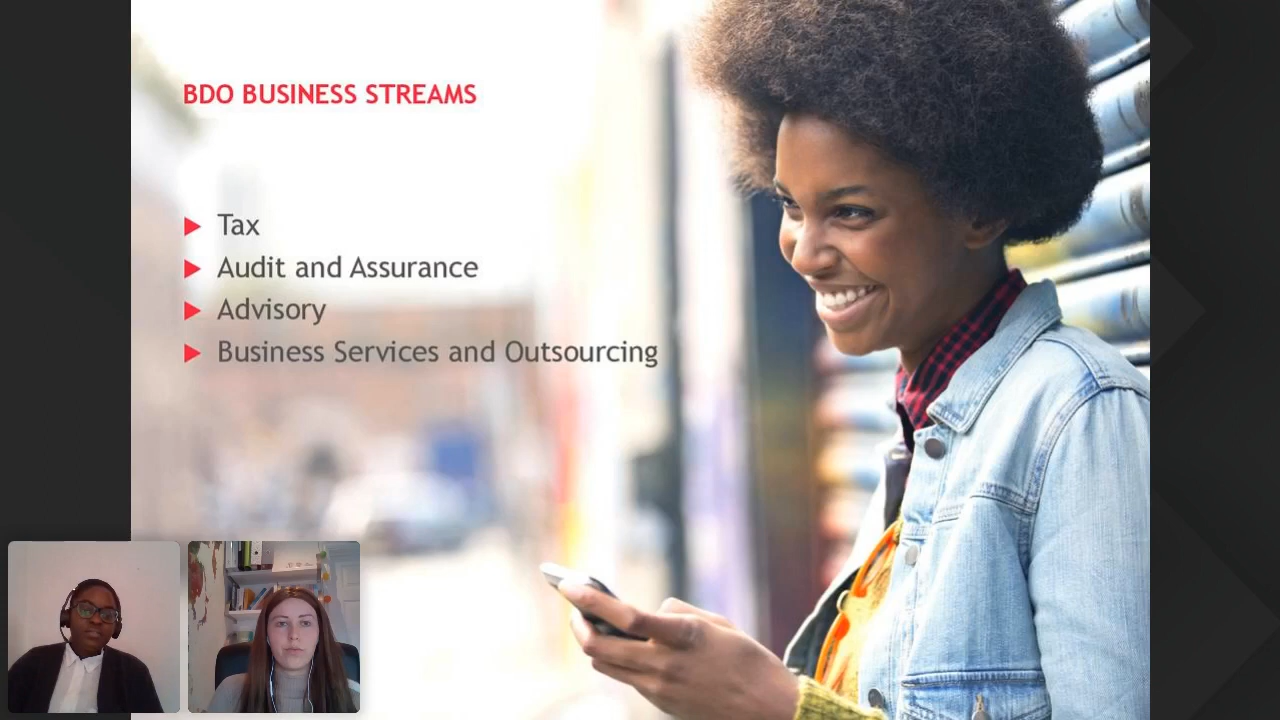 BDO BUSINESS STREAMS
Tax
Audit and Assurance
Advisory
Business Services and Outsourcing